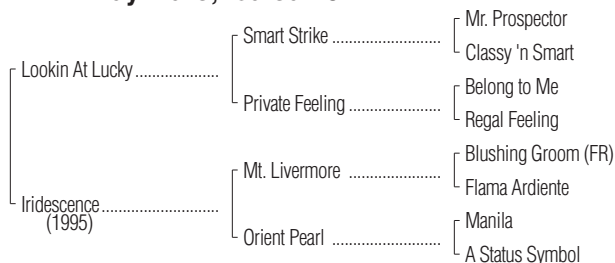 Mr. Prospector
Smart Strike ......................
Classy 'n Smart
Lookin At Lucky .................
Belong to Me
Private Feeling ...................
Regal Feeling
Blushing Groom (FR)
Mt. Livermore ...................
Flama Ardiente
Iridescence ........................
(1995)
Manila
Orient Pearl .......................
A Status Symbol